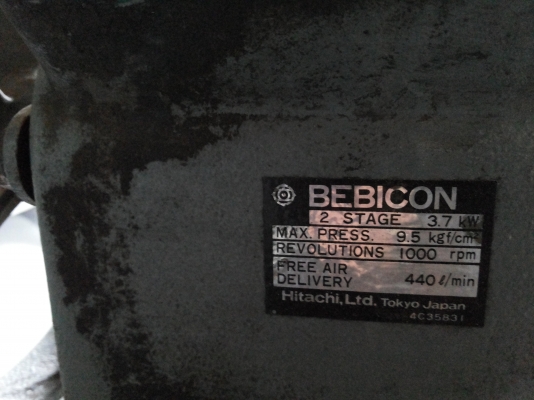 BEBICON
2 STAGE 3.7 kW
MAX. PRESS. 9.5 kgf/cm²
REVOLUTIONS 1000 rpm
FREE AIR
DELIVERY 440 ℓ/min
Hitachi, Ltd. Tokyo Japan
4C35831